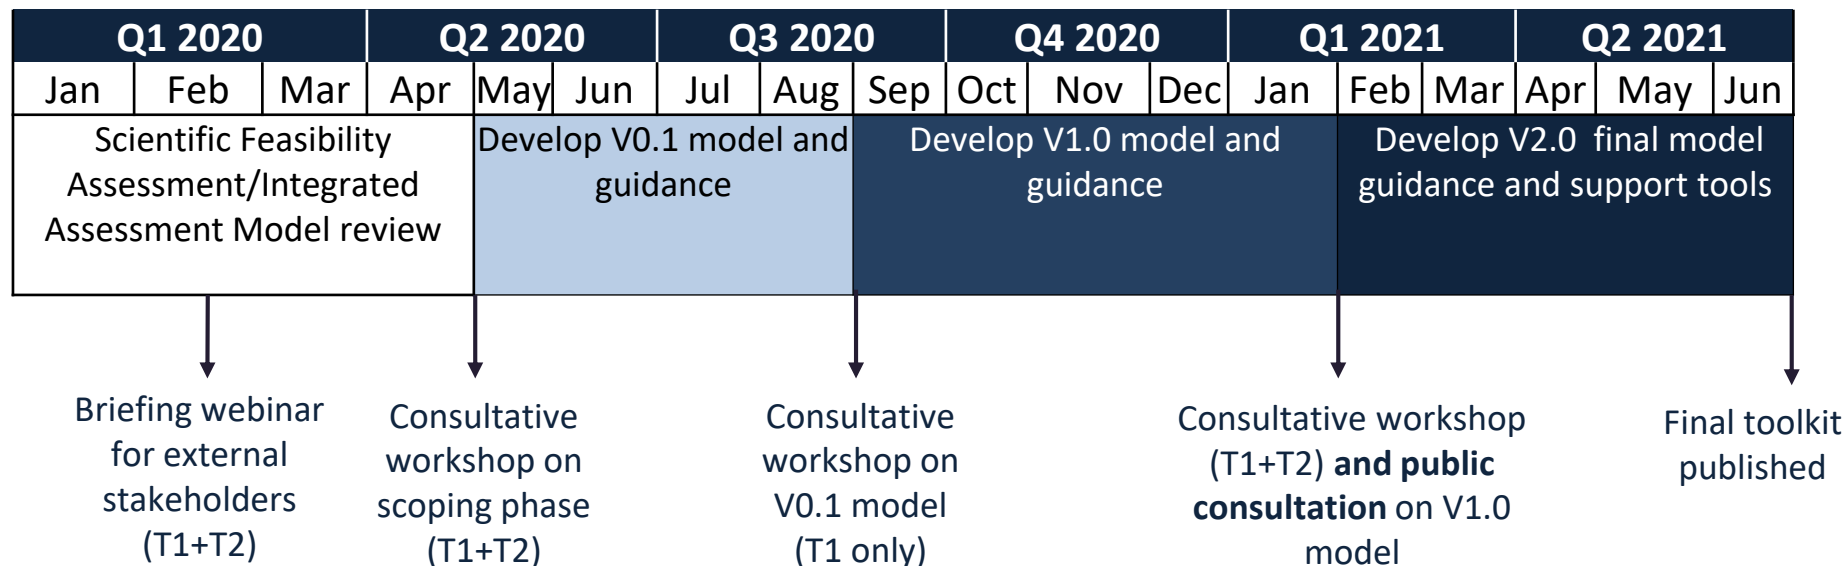 Q1 2020 Q2 2020 Q3 2020 Q4 2020 Q1 2021 Q2 2021
Jan Feb Mar Apr May Jun Jul Aug Sep Oct Nov Dec Jan Feb Mar Apr May Jun
Scientific Feasibility
Assessment/Integrated
Assessment Model review
Develop V0.1 model and
guidance
Develop V1.0 model and
guidance
Develop V2.0 final model
guidance and support tools
Briefing webinar
for external
stakeholders
(T1+T2)
Consultative
workshop on
scoping phase
(T1+T2)
Consultative
workshop on
V0.1 model
(T1 only)
Consultative workshop
(T1+T2) and public
consultation on V1.0
model
Final toolkit
published